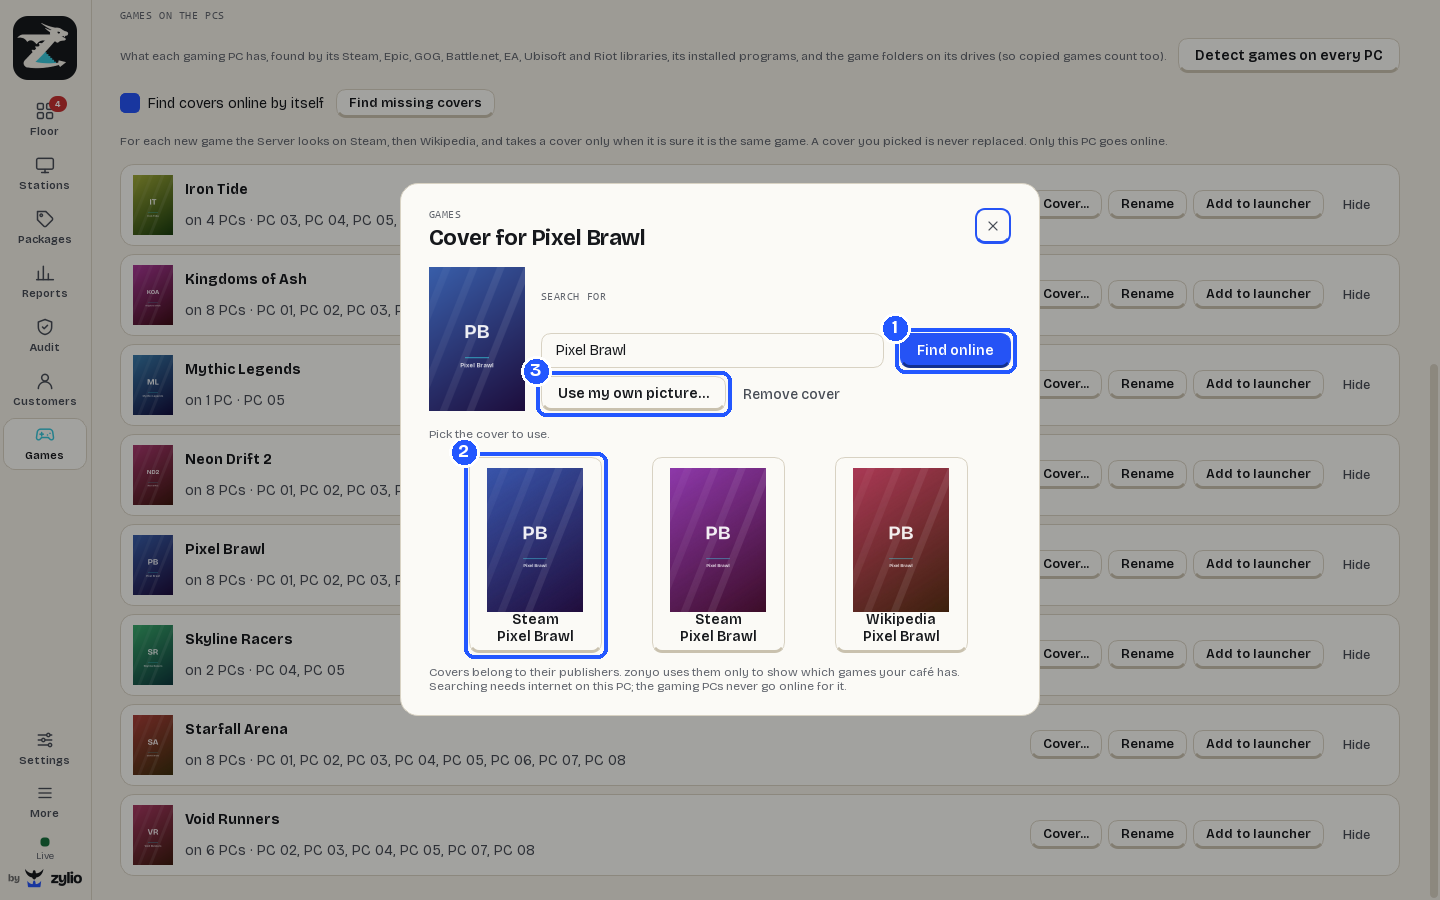 GAMES ON THE PCS
What each gaming PC has, found by its Steam, Epic, GOG, Battle.net, EA, Ubisoft and Riot libraries, its installed programs, and the game folders on its drives (so copied games count too).
Detect games on every PC
Find covers online by itself
Find missing covers
For each new game the Server looks on Steam, then Wikipedia, and takes a cover only when it is sure it is the same game. A cover you picked is never replaced. Only this PC goes online.
4
Floor
Stations
Packages
Reports
Audit
Customers
Games
Settings
More
Live
by zylio
IT
Iron Tide
on 4 PCs · PC 03, PC 04, PC 05,
Cover...
Rename
Add to launcher
Hide
KOA
Kingdoms of Ash
on 8 PCs · PC 01, PC 02, PC 03, P
Cover...
Rename
Add to launcher
Hide
ML
Mythic Legends
on 1 PC · PC 05
Cover...
Rename
Add to launcher
Hide
ND2
Neon Drift 2
on 8 PCs · PC 01, PC 02, PC 03, P
Cover...
Rename
Add to launcher
Hide
PB
Pixel Brawl
on 8 PCs · PC 01, PC 02, PC 03, P
Cover...
Rename
Add to launcher
Hide
SR
Skyline Racers
on 2 PCs · PC 04, PC 05
Cover...
Rename
Add to launcher
Hide
SA
Starfall Arena
on 8 PCs · PC 01, PC 02, PC 03, PC 04, PC 05, PC 06, PC 07, PC 08
Cover...
Rename
Add to launcher
Hide
VR
Void Runners
on 6 PCs · PC 02, PC 03, PC 04, PC 05, PC 07, PC 08
Cover...
Rename
Add to launcher
Hide
GAMES
Cover for Pixel Brawl
PB
Pixel Brawl
SEARCH FOR
Pixel Brawl
1
Find online
3
Use my own picture...
Remove cover
Pick the cover to use.
2
PB
Pixel Brawl
Steam
Pixel Brawl
PB
Pixel Brawl
Steam
Pixel Brawl
PB
Pixel Brawl
Wikipedia
Pixel Brawl
Covers belong to their publishers. zonyo uses them only to show which games your café has.
Searching needs internet on this PC; the gaming PCs never go online for it.